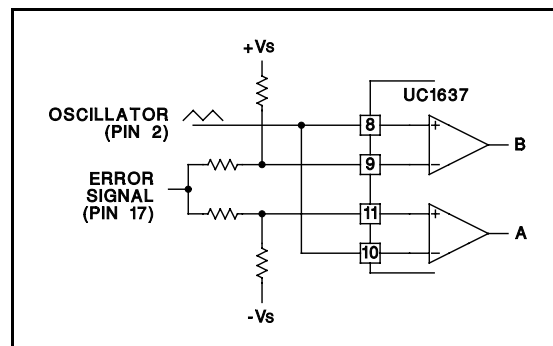 +Vs
UC1637
OSCILLATOR
(PIN 2)
8
+
B
9
−
ERROR
SIGNAL
(PIN 17)
11
+
A
10
−
-Vs